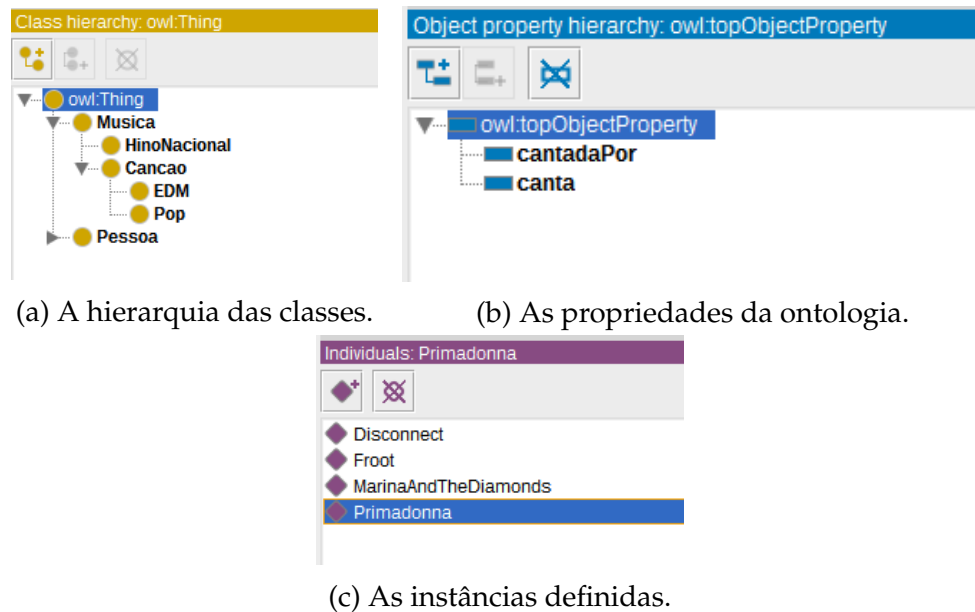 Class hierarchy: owl:Thing
owl:Thing
Musica
HinoNacional
Cancao
EDM
Pop
Pessoa
(a) A hierarquia das classes.
Object property hierarchy: owl:topObjectProperty
owl:topObjectProperty
cantadaPor
canta
(b) As propriedades da ontologia.
Individuals: Primadonna
Disconnect
Froot
MarinaAndTheDiamonds
Primadonna
(c) As instâncias definidas.